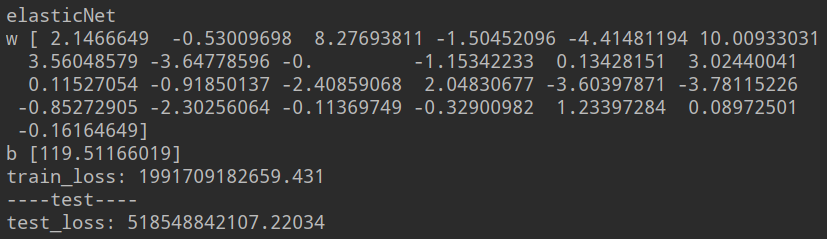 elasticNet
w [ 2.1466649  -0.53009698  8.27693811 -1.50452096 -4.41481194 10.00933031
  3.56048579 -3.64778596 -0.         -1.15342233  0.13428151  3.02440041
  0.11527054 -0.91850137 -2.40859068  2.04830677 -3.60397871 -3.78115226
 -0.85272905 -2.30256064 -0.11369749 -0.32900982  1.23397284  0.08972501
 -0.16164649]
b [119.51166019]
train_loss: 1991709182659.431
----test----
test_loss: 518548842107.22034